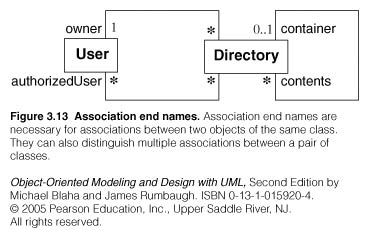 owner 1 * 0..1 container
User Directory
authorizedUser * * * contents
Figure 3.13 Association end names. Association end names are
necessary for associations between two objects of the same class.
They can also distinguish multiple associations between a pair of
classes.
Object-Oriented Modeling and Design with UML, Second Edition by
Michael Blaha and James Rumbaugh. ISBN 0-13-1-015920-4.
© 2005 Pearson Education, Inc., Upper Saddle River, NJ.
All rights reserved.